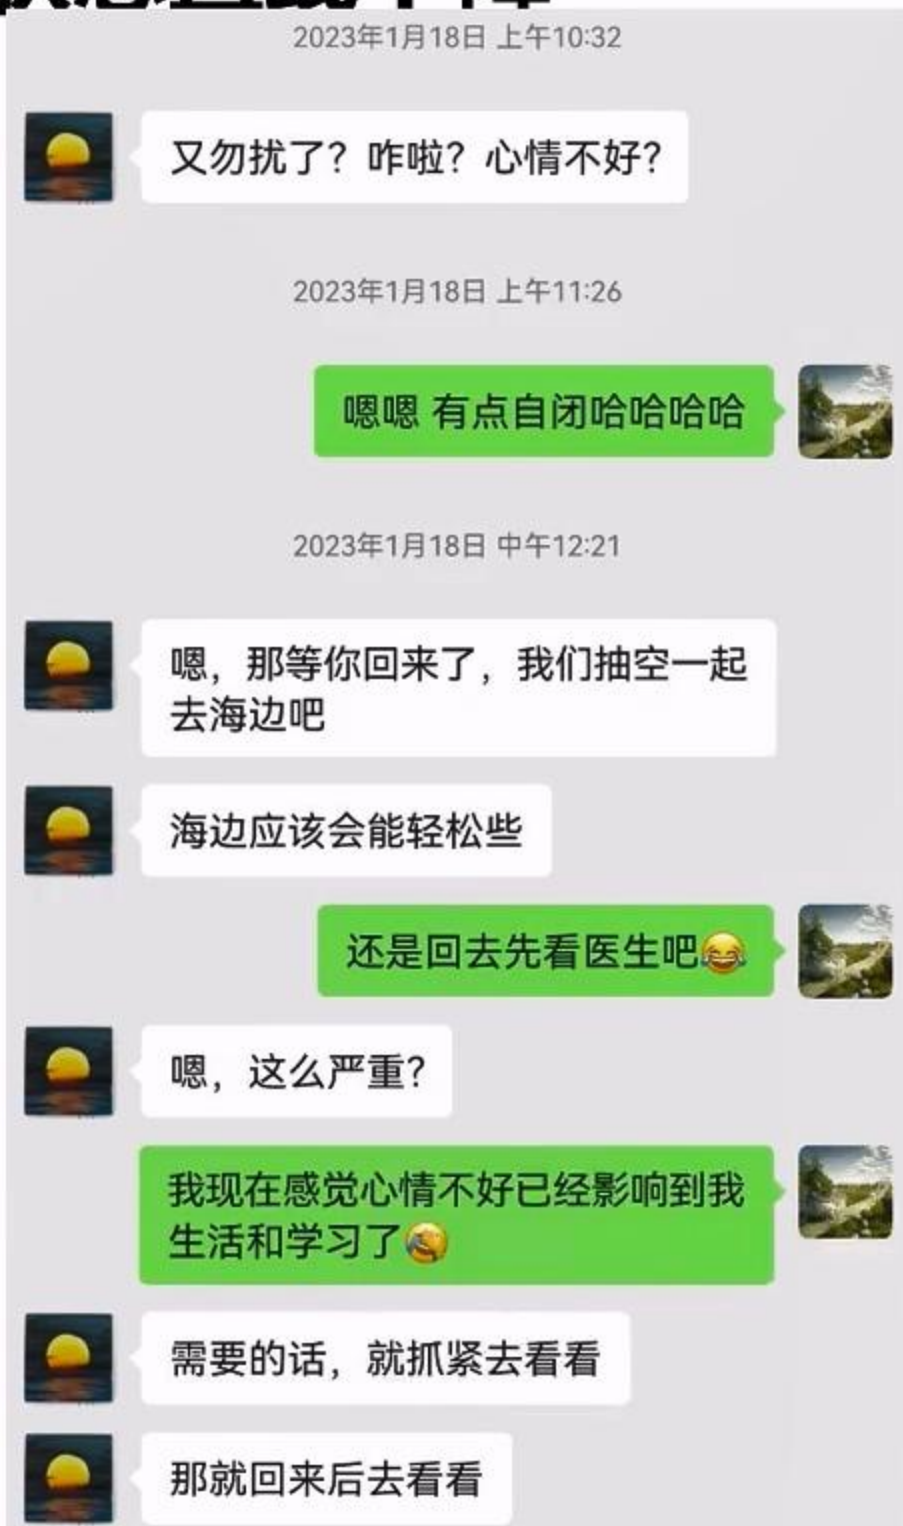 2023年1月18日 上午10:32
又勿扰了？咋啦？心情不好？
2023年1月18日 上午11:26
嗯嗯 有点自闭哈哈哈哈
2023年1月18日 中午12:21
嗯，那等你回来了，我们抽空一起
去海边吧
海边应该会能轻松些
还是回去先看医生吧😂
嗯，这么严重？
我现在感觉心情不好已经影响到我
生活和学习了
需要的话，就抓紧去看看
那就回来后去看看